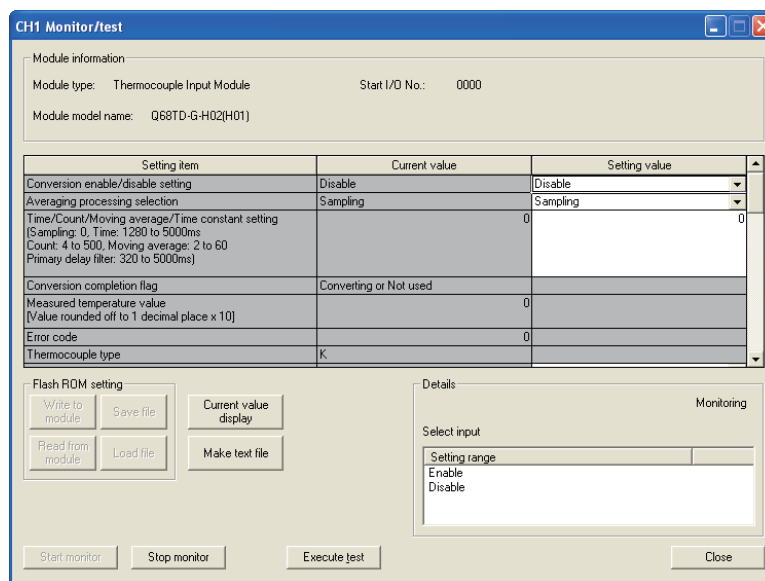 CH1 Monitor/test
Module information
Module type: Thermocouple Input Module Start I/O No.: 0000
Module model name: Q68TD-G-H02(H01)
Setting item Current value Setting value
Conversion enable/disable setting Disable Disable
Averaging processing selection Sampling Sampling
Time/Count/Moving average/Time constant setting 0 0
(Sampling: 0, Time: 1280 to 5000ms
Count: 4 to 500, Moving average: 2 to 60
Primary delay filter: 320 to 5000ms)
Conversion completion flag Converting or Not used
Measured temperature value 0
[Value rounded off to 1 decimal place x 10]
Error code 0
Thermocouple type K
Flash ROM setting
Write to module
Save file
Current value display
Read from module
Load file
Make text file
Details
Monitoring
Select input
Setting range
Enable
Disable
Start monitor Stop monitor Execute test Close